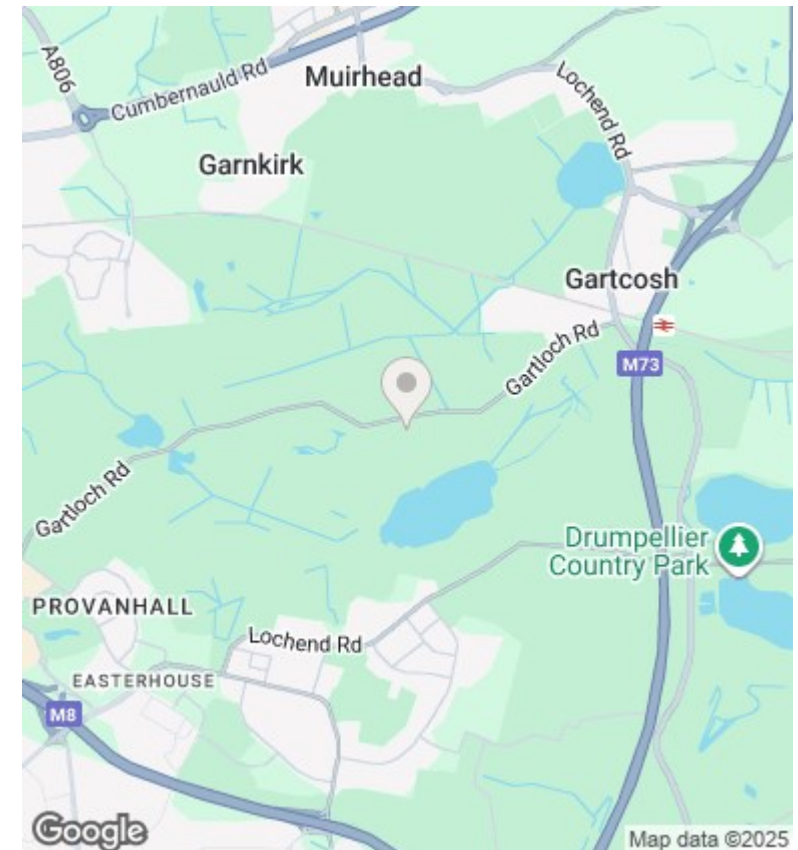 A806
Cumbernauld Rd
Muirhead
Lochend Rd
Garnkirk
Gartcosh
Gartloch Rd
M73
Gartloch Rd
Drumpellier
Country Park
PROVANHALL
Lochend Rd
EASTERHOUSE
M8
Google
Map data ©2025